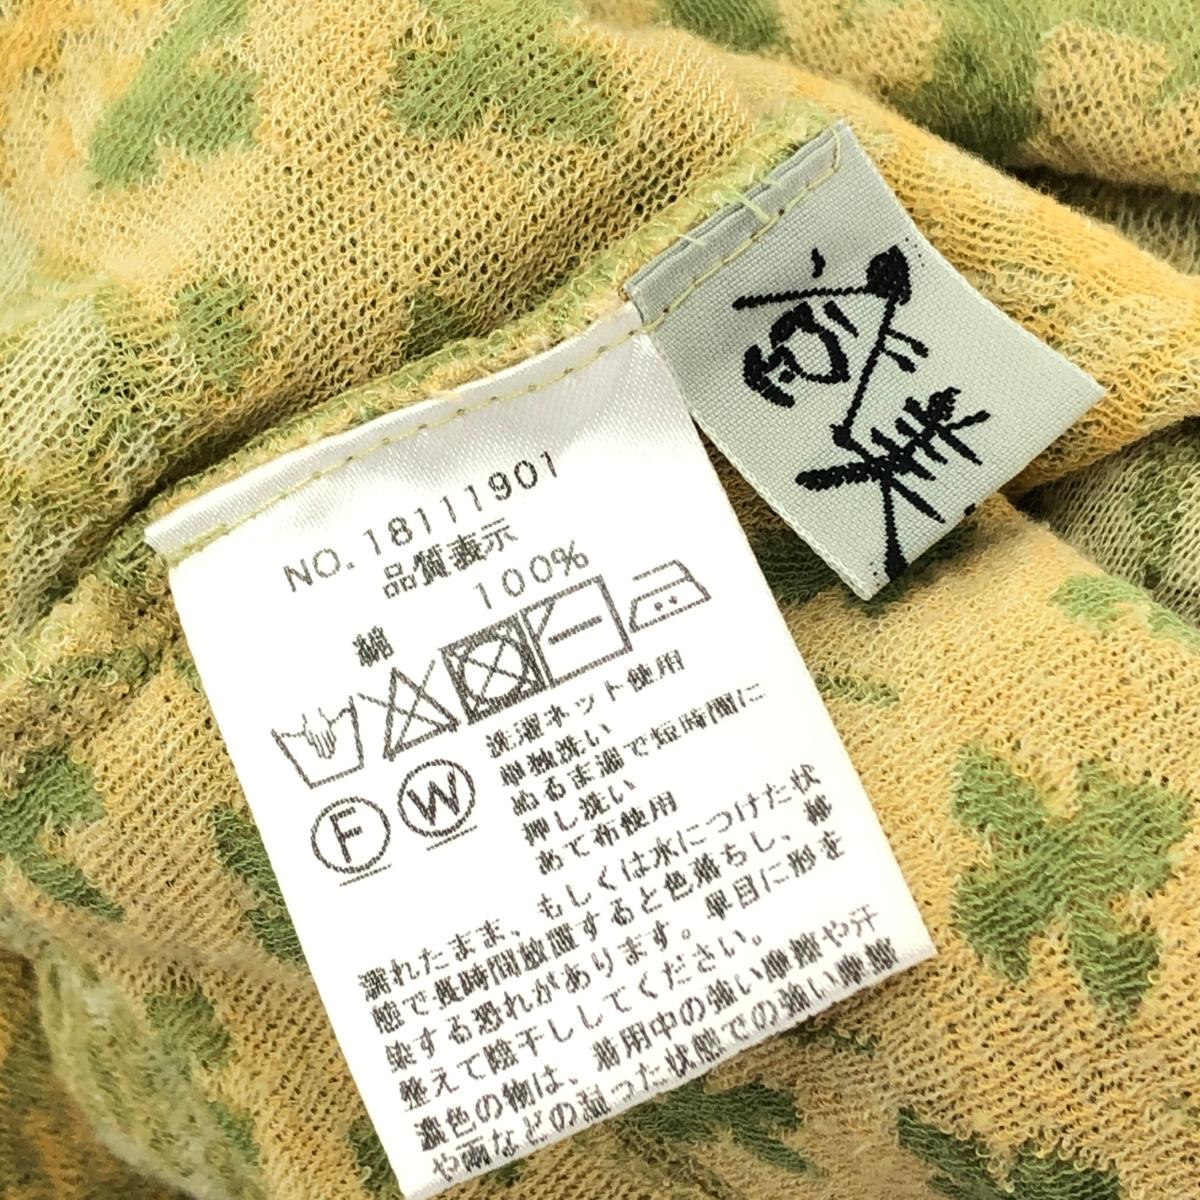 NO. 18111901
品質表示
綿 100%
洗濯ネット使用
単独洗い
ぬるま湯で短時間に
押し洗い
あて布使用
F W
濡れたまま、もしくは水につけた状
態で長時間放置すると色落ちし、移
染する恐れがあります。早目に形を
整えて陰干ししてください。
濃色の物は、着用中の強い摩擦や汗
や雨などの湿った状態での強い摩擦